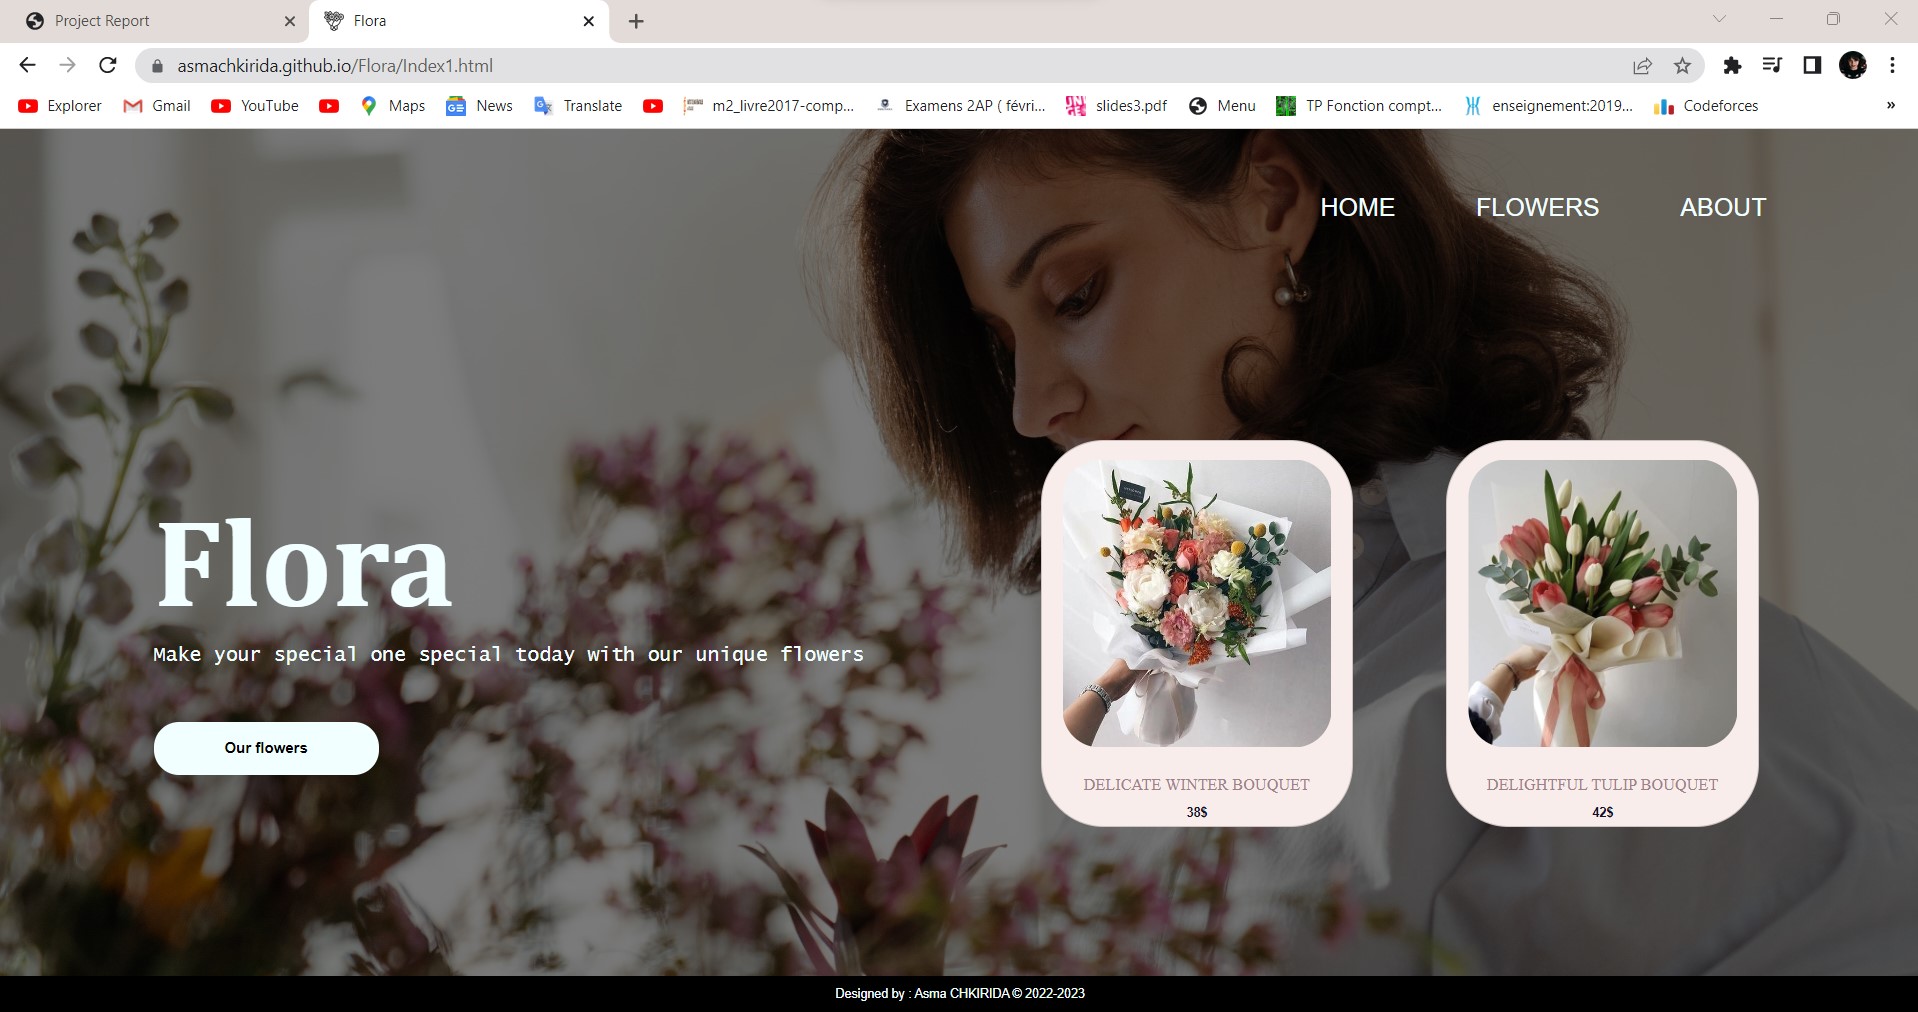 Project Report
Flora
asmachkirida.github.io/Flora/Index1.html
Explorer Gmail YouTube Maps News Translate m2_livre2017-comp... Examens 2AP ( févri... slides3.pdf Menu TP Fonction compt... enseignement:2019... Codeforces »
HOME FLOWERS ABOUT
Flora
Make your special one special today with our unique flowers
Our flowers
DELICATE WINTER BOUQUET
38$
DELIGHTFUL TULIP BOUQUET
42$
Designed by : Asma CHKIRIDA © 2022-2023